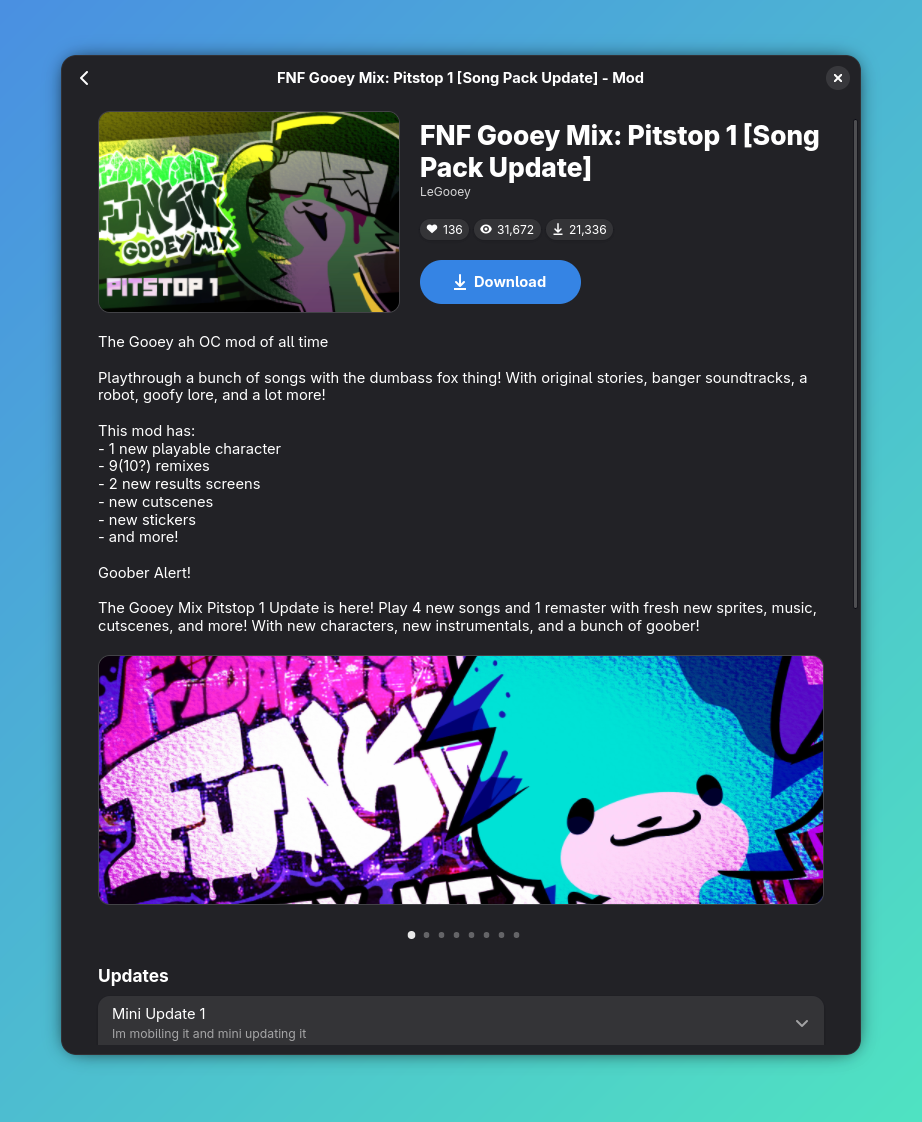 FNF Gooey Mix: Pitstop 1 [Song Pack Update] - Mod
FRIDAY NIGHT
FUNKIN'
GOOEY MIX
PITSTOP 1
FNF Gooey Mix: Pitstop 1 [Song
Pack Update]
LeGooey
136
31,672
21,336
Download
The Gooey ah OC mod of all time
Playthrough a bunch of songs with the dumbass fox thing! With original stories, banger soundtracks, a
robot, goofy lore, and a lot more!
This mod has:
- 1 new playable character
- 9(10?) remixes
- 2 new results screens
- new cutscenes
- new stickers
- and more!
Goober Alert!
The Gooey Mix Pitstop 1 Update is here! Play 4 new songs and 1 remaster with fresh new sprites, music,
cutscenes, and more! With new characters, new instrumentals, and a bunch of goober!
FUNKIN
Updates
Mini Update 1
Im mobiling it and mini updating it